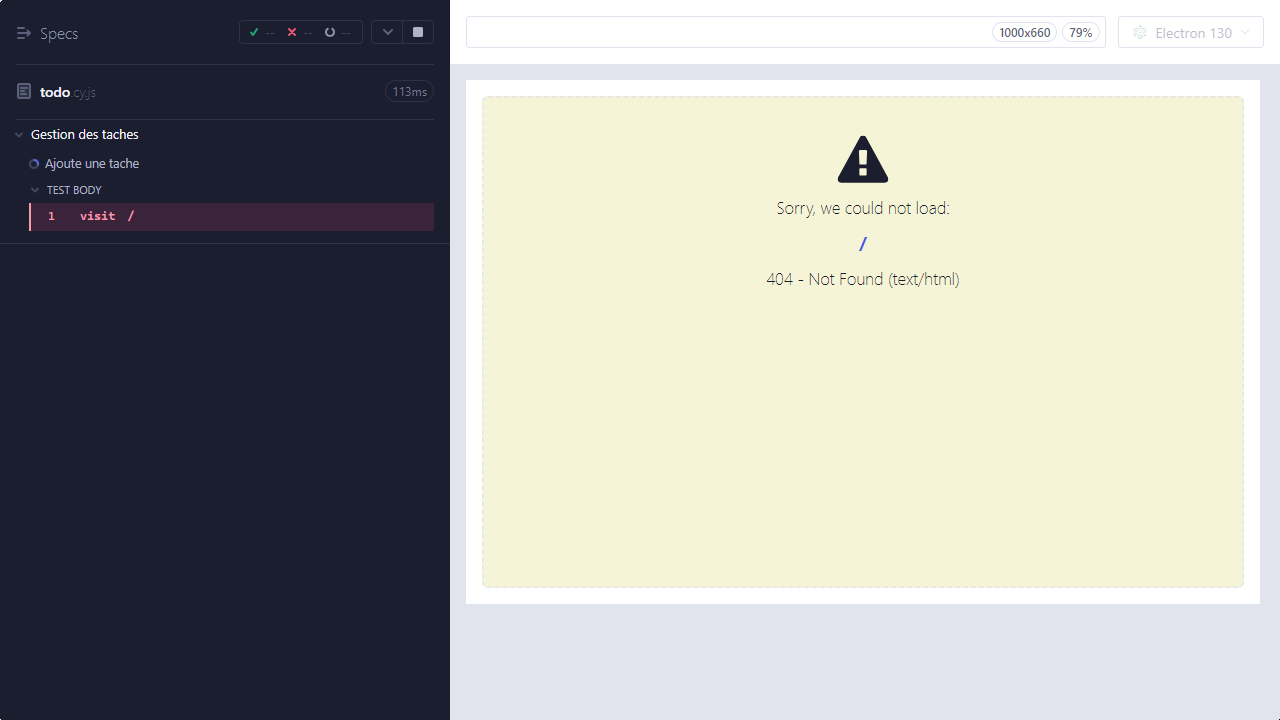 Specs
-- -- --
todo.cy.js 113ms
Gestion des taches
Ajoute une tache
TEST BODY
1 visit /
1000x660 79% Electron 130
Sorry, we could not load:
/
404 - Not Found (text/html)